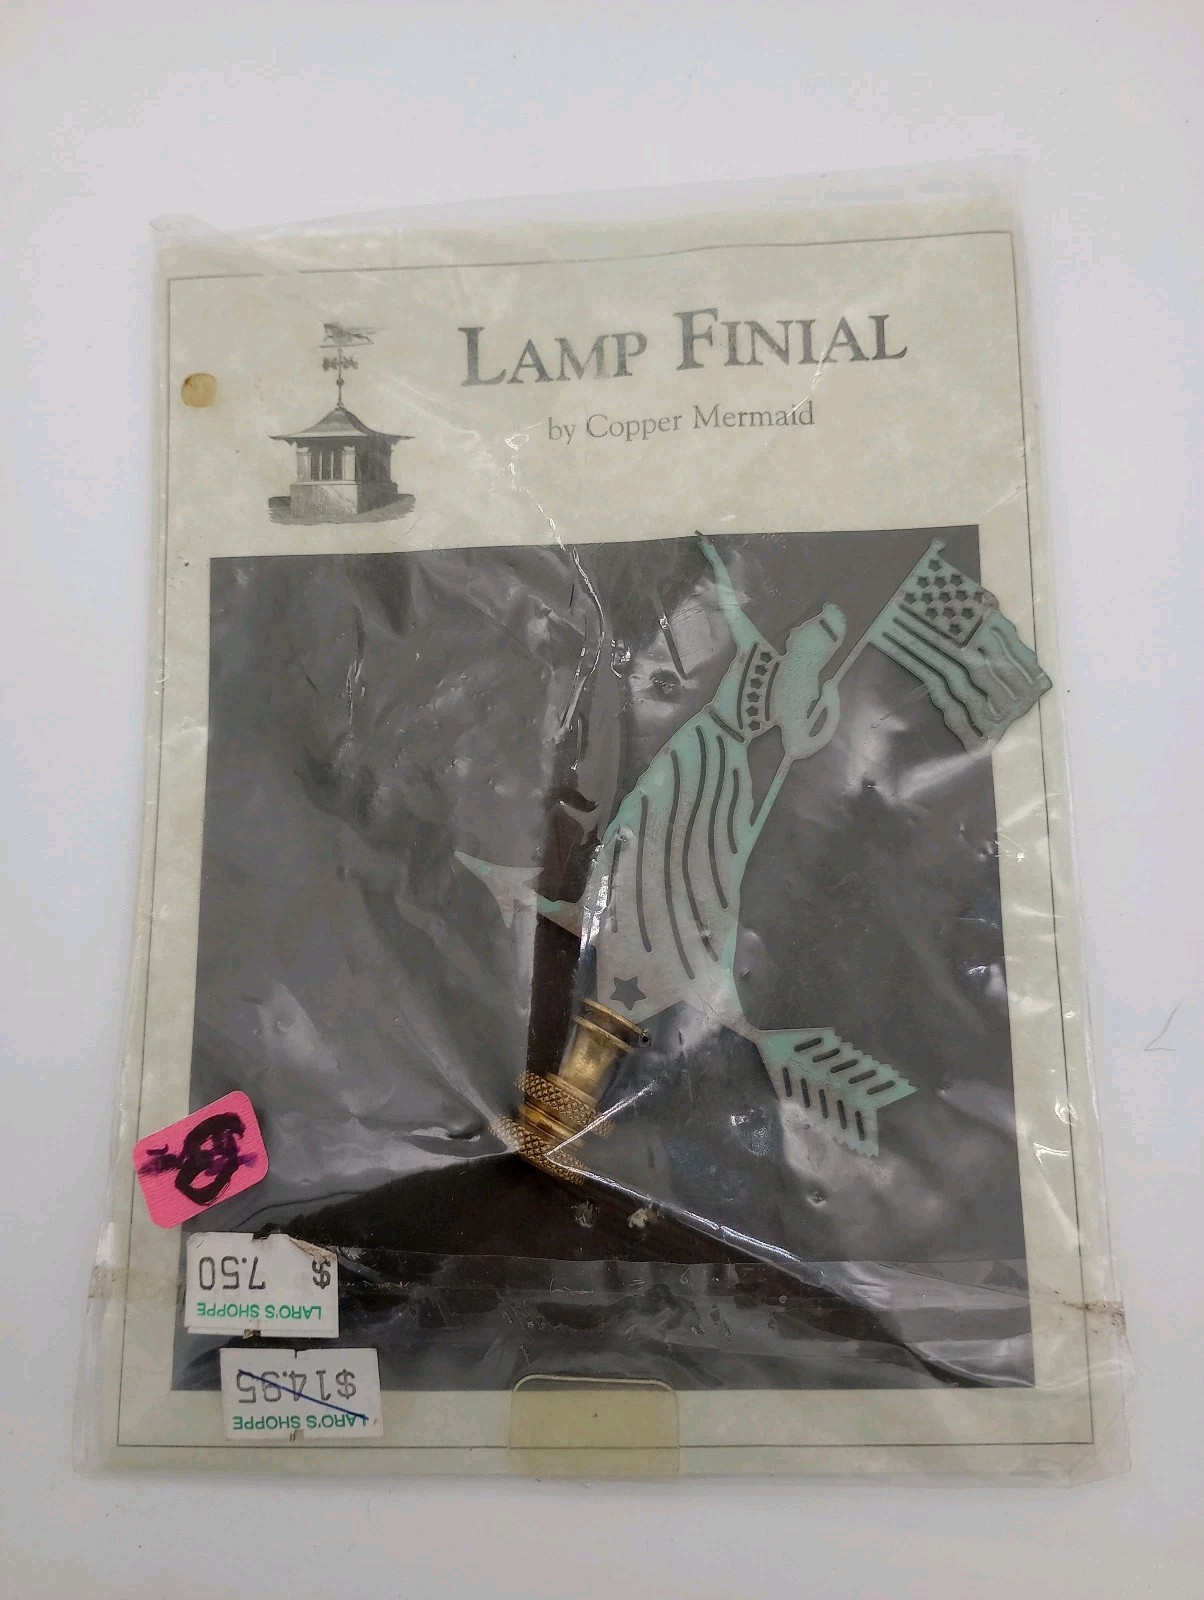 LAMP FINIAL
by Copper Mermaid
LARO'S SHOPPE
$ 7.50
LARO'S SHOPPE
$14.95